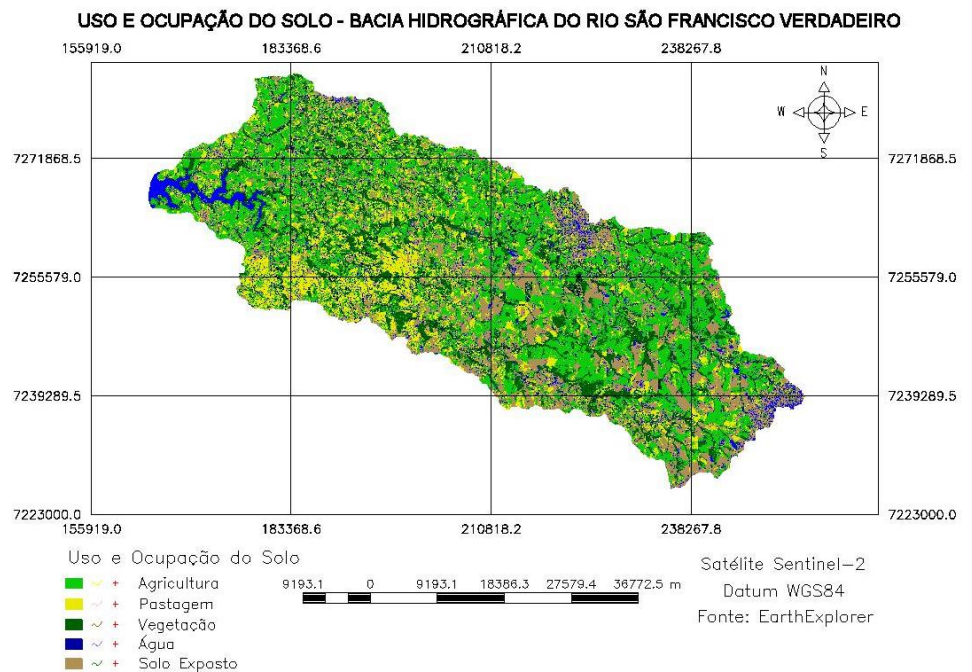 USO E OCUPAÇÃO DO SOLO - BACIA HIDROGRÁFICA DO RIO SÃO FRANCISCO VERDADEIRO
155919.0 183368.6 210818.2 238267.8
N
W E
S
7271868.5 7271868.5
7255579.0 7255579.0
7239289.5 7239289.5
7223000.0 7223000.0
155919.0 183368.6 210818.2 238267.8
Uso e Ocupação do Solo
Agricultura
Pastagem
Vegetação
Água
Solo Exposto
9193.1 0 9193.1 18386.3 27579.4 36772.5 m
Satélite Sentinel-2
Datum WGS84
Fonte: EarthExplorer